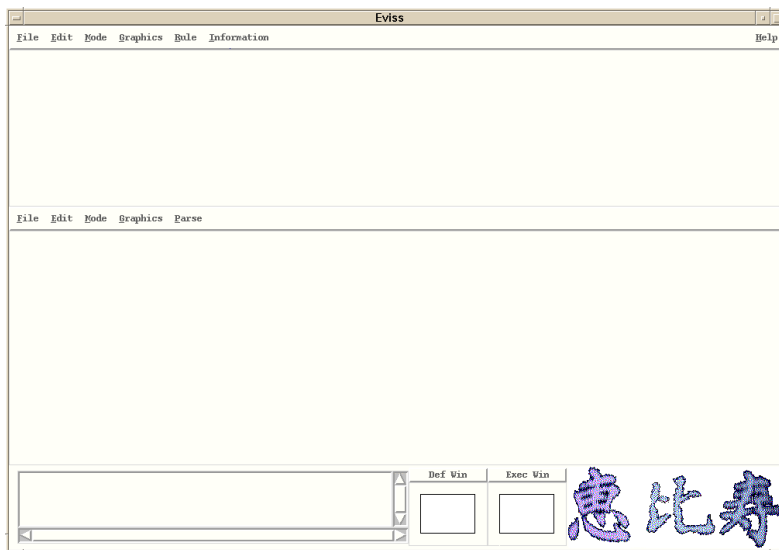 Eviss
File Edit Mode Graphics Rule Information Help
File Edit Mode Graphics Parse
Def Win Exec Win
恵比寿